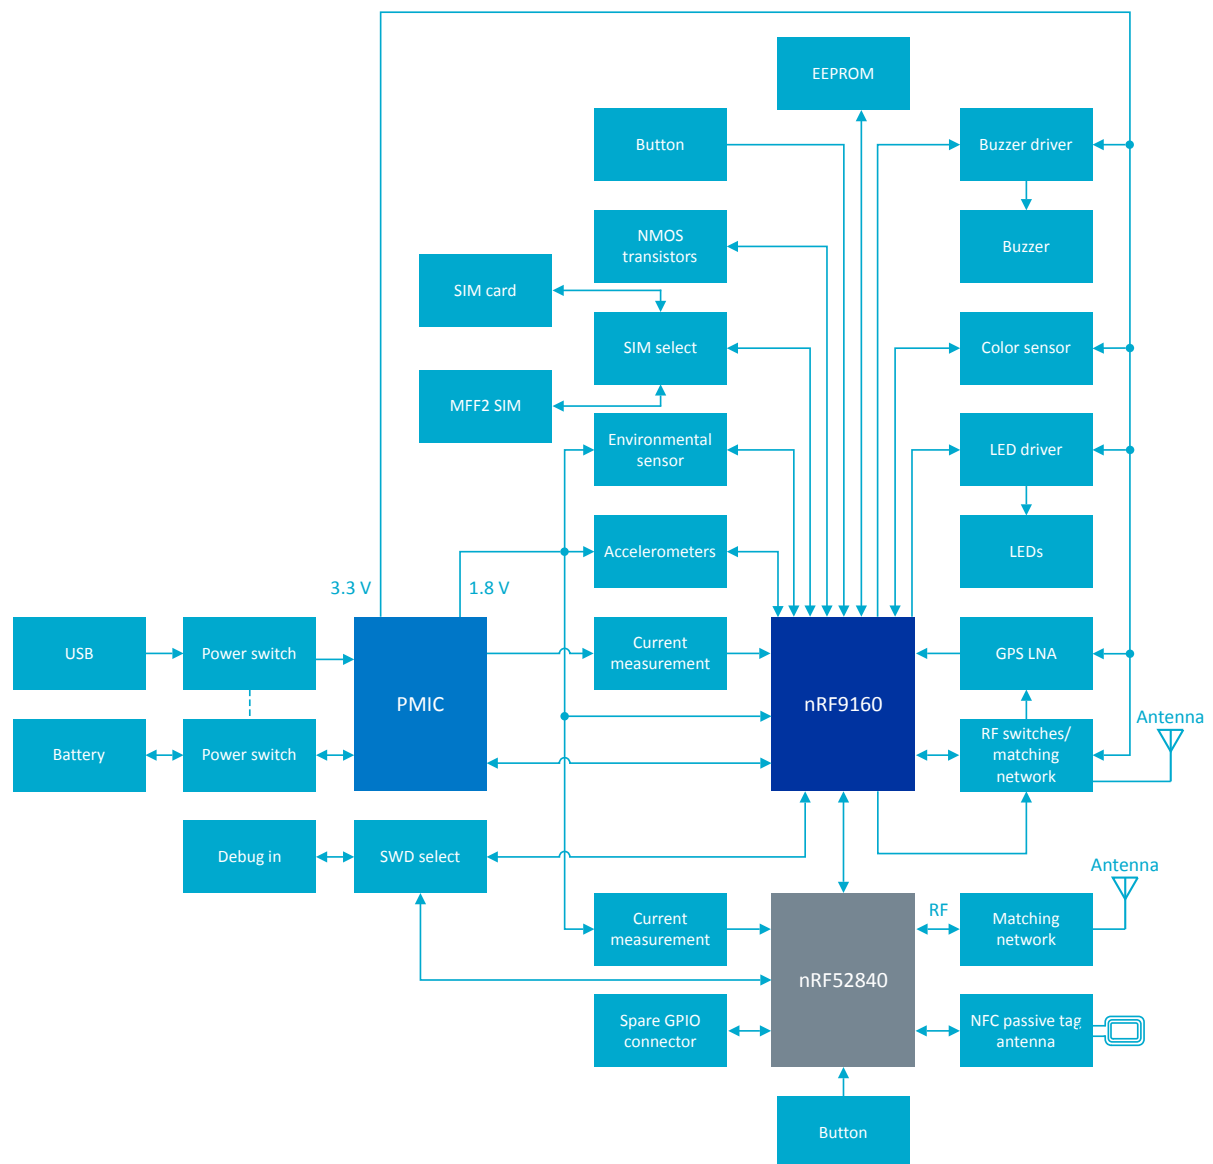 EEPROM
Button
Buzzer driver
NMOS
transistors
Buzzer
SIM card
SIM select
Color sensor
MFF2 SIM
Environmental
sensor
LED driver
Accelerometers
LEDs
3.3 V
1.8 V
USB
Power switch
PMIC
Current
measurement
nRF9160
GPS LNA
Battery
Power switch
RF switches/
matching
network
Antenna
Debug in
SWD select
Antenna
Current
measurement
RF
Matching
network
nRF52840
Spare GPIO
connector
NFC passive tag
antenna
Button